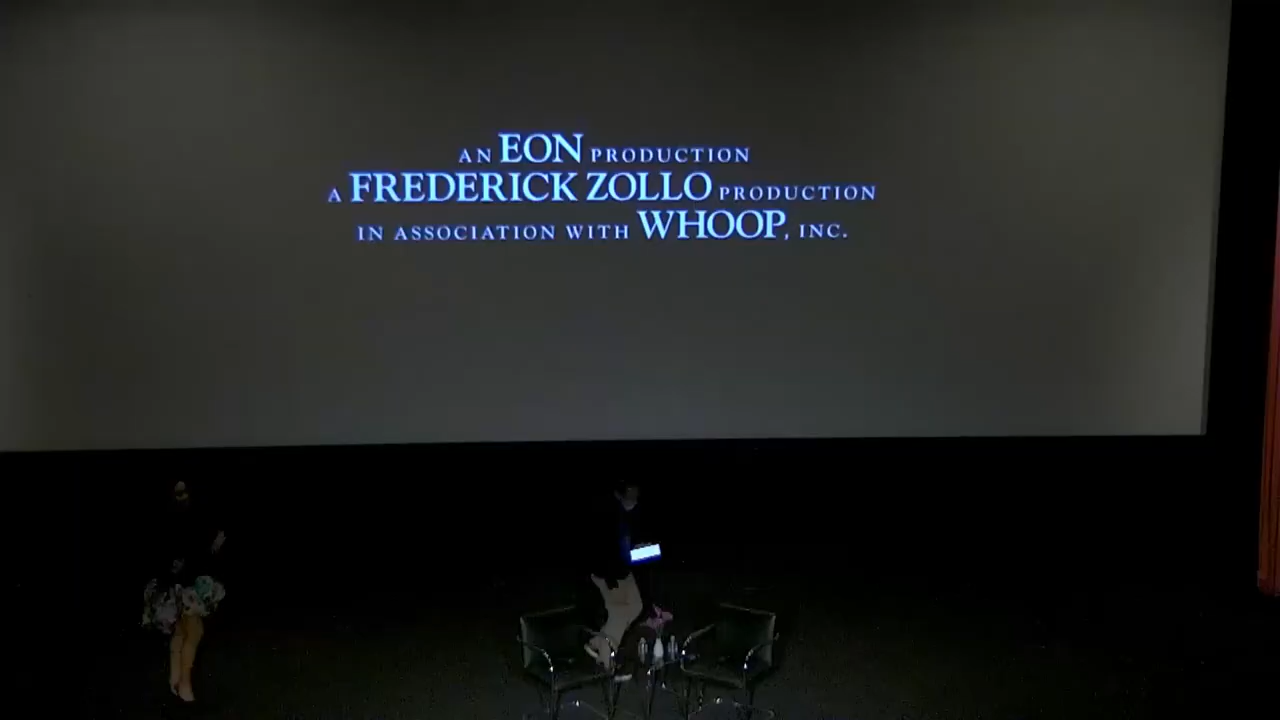 AN EON PRODUCTION
A FREDERICK ZOLLO PRODUCTION
IN ASSOCIATION WITH WHOOP, INC.